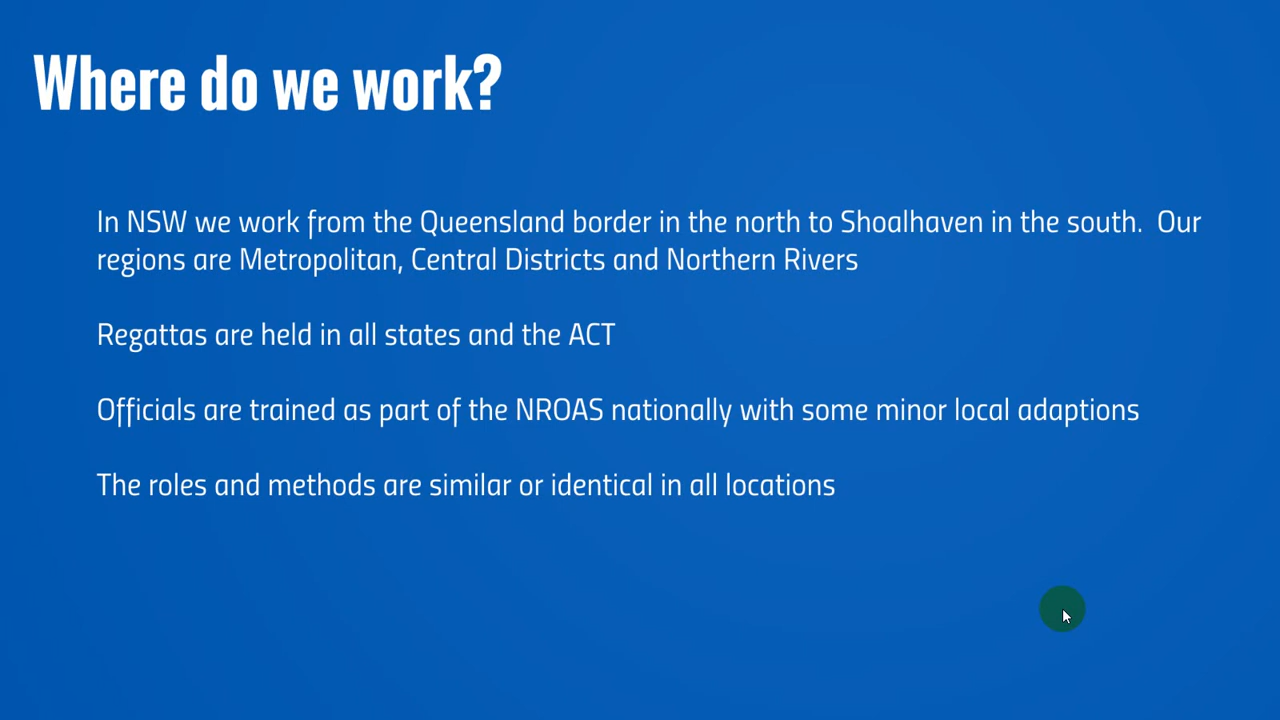 Where do we work?
In NSW we work from the Queensland border in the north to Shoalhaven in the south.  Our
regions are Metropolitan, Central Districts and Northern Rivers
Regattas are held in all states and the ACT
Officials are trained as part of the NROAS nationally with some minor local adaptions
The roles and methods are similar or identical in all locations